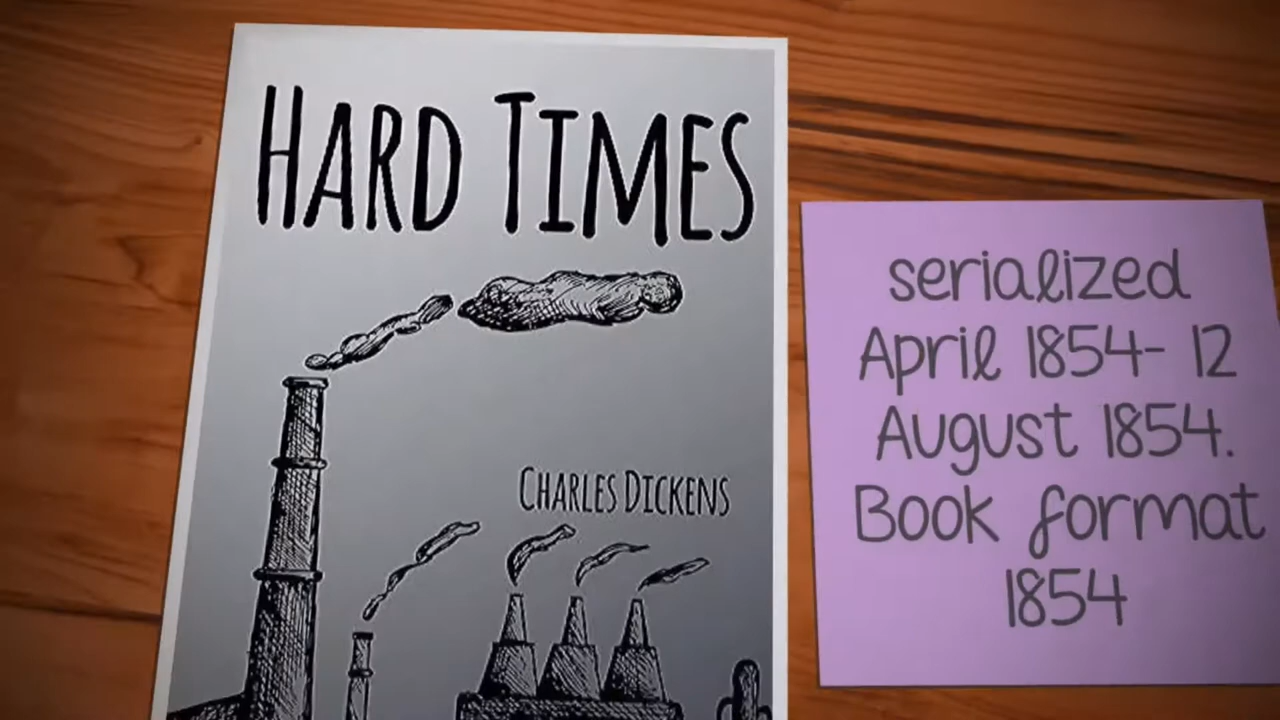 HARD TIMES
CHARLES DICKENS
serialized
April 1854- 12
August 1854.
Book format
1854